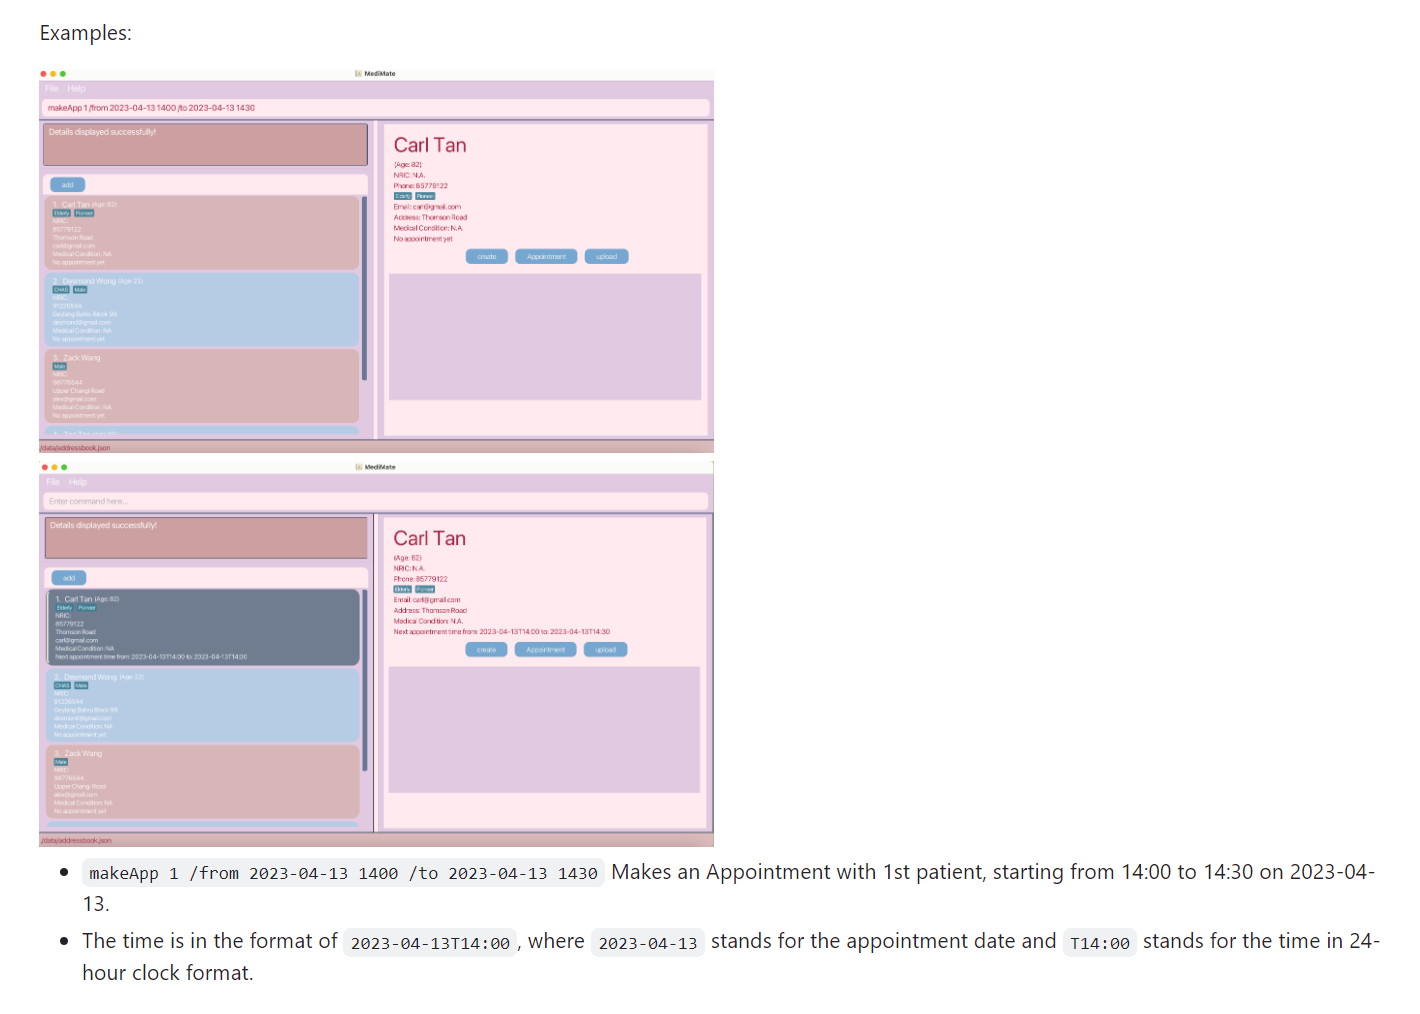 Examples:
MediMate
File Help
makeApp 1 /from 2023-04-13 1400 /to 2023-04-13 1430
Details displayed successfully!
add
1. Carl Tan (Age: 82)
Elderly Pioneer
NRIC:
85779122
Thomson Road
carl@gmail.com
Medical Condition: NA
No appointment yet
2. Desmond Wong (Age: 22)
CHAS Male
NRIC:
91226544
Geylang Bahru Block 99
desmond@gmail.com
Medical Condition: NA
No appointment yet
3. Zack Wang
Male
NRIC:
98776544
Upper Changi Road
alex@gmail.com
Medical Condition: NA
No appointment yet
/data/addressbook.json
Carl Tan
(Age: 82)
NRIC: N.A.
Phone: 85779122
Elderly Pioneer
Email: carl@gmail.com
Address: Thomson Road
Medical Condition: N.A.
No appointment yet
create Appointment upload
MediMate
File Help
Enter command here...
Details displayed successfully!
add
1. Carl Tan (Age: 82)
Elderly Pioneer
NRIC:
85779122
Thomson Road
carl@gmail.com
Medical Condition: NA
Next appointment time from: 2023-04-13T14:00 to: 2023-04-13T14:30
2. Desmond Wong (Age: 22)
CHAS Male
NRIC:
91226544
Geylang Bahru Block 99
desmond@gmail.com
Medical Condition: NA
No appointment yet
3. Zack Wang
Male
NRIC:
98776544
Upper Changi Road
alex@gmail.com
Medical Condition: NA
No appointment yet
/data/addressbook.json
Carl Tan
(Age: 82)
NRIC: N.A.
Phone: 85779122
Elderly Pioneer
Email: carl@gmail.com
Address: Thomson Road
Medical Condition: N.A.
Next appointment time from: 2023-04-13T14:00 to: 2023-04-13T14:30
create Appointment upload
makeApp 1 /from 2023-04-13 1400 /to 2023-04-13 1430 Makes an Appointment with 1st patient, starting from 14:00 to 14:30 on 2023-04-
13.
The time is in the format of 2023-04-13T14:00, where 2023-04-13 stands for the appointment date and T14:00 stands for the time in 24-
hour clock format.